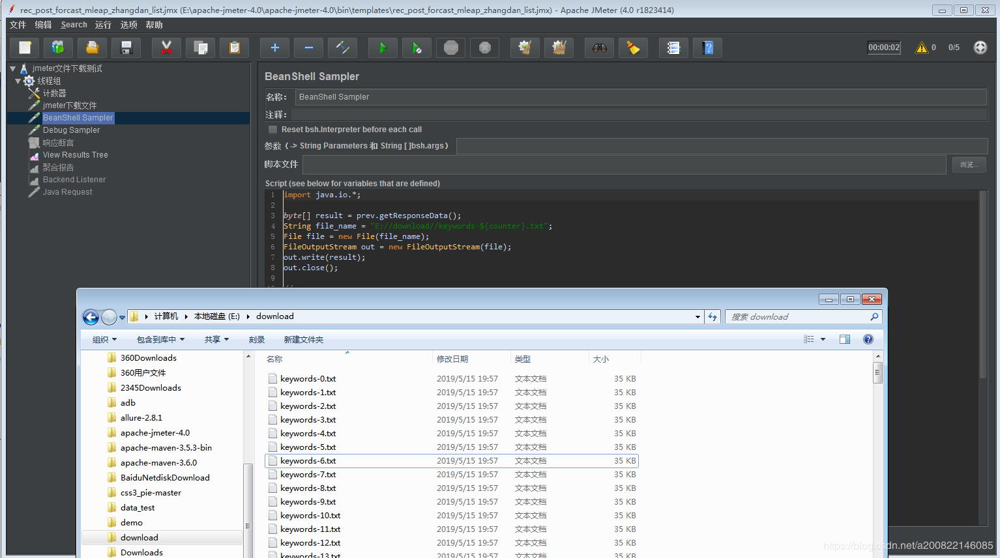 rec_post_forcast_mleap_zhangdan_list.jmx (E:\apache-jmeter-4.0\apache-jmeter-4.0\bin\templates\rec_post_forcast_mleap_zhangdan_list.jmx) - Apache JMeter (4.0 r1823414)
文件 编辑 Search 运行 选项 帮助
STOP 00:00:02 0 0/5
jmeter文件下载测试
线程组
计数器
jmeter下载文件
BeanShell Sampler
Debug Sampler
响应断言
View Results Tree
聚合报告
Backend Listener
Java Request
BeanShell Sampler
名称： BeanShell Sampler
注释：
Reset bsh.Interpreter before each call
参数（-> String Parameters 和 String [ ]bsh.args）
脚本文件 浏览...
Script (see below for variables that are defined)
1 import java.io.*;
2
3 byte[] result = prev.getResponseData();
4 String file_name = "E://download//keywords-${counter}.txt";
5 File file = new File(file_name);
6 FileOutputStream out = new FileOutputStream(file);
7 out.write(result);
8 out.close();
9
计算机 本地磁盘 (E:) download 搜索 download
组织 包含到库中 共享 刻录 新建文件夹
360Downloads
360用户文件
2345Downloads
adb
allure-2.8.1
apache-jmeter-4.0
apache-maven-3.5.3-bin
apache-maven-3.6.0
BaiduNetdiskDownload
css3_pie-master
data_test
demo
download
Downloads
名称 修改日期 类型 大小
keywords-0.txt 2019/5/15 19:57 文本文档 35 KB
keywords-1.txt 2019/5/15 19:57 文本文档 35 KB
keywords-2.txt 2019/5/15 19:57 文本文档 35 KB
keywords-3.txt 2019/5/15 19:57 文本文档 35 KB
keywords-4.txt 2019/5/15 19:57 文本文档 35 KB
keywords-5.txt 2019/5/15 19:57 文本文档 35 KB
keywords-6.txt 2019/5/15 19:57 文本文档 35 KB
keywords-7.txt 2019/5/15 19:57 文本文档 35 KB
keywords-8.txt 2019/5/15 19:57 文本文档 35 KB
keywords-9.txt 2019/5/15 19:57 文本文档 35 KB
keywords-10.txt 2019/5/15 19:57 文本文档 35 KB
keywords-11.txt 2019/5/15 19:57 文本文档 35 KB
keywords-12.txt 2019/5/15 19:57 文本文档 35 KB
keywords-13.txt 2019/5/15 19:57 文本文档 35 KB
https://blog.csdn.net/a200822146085